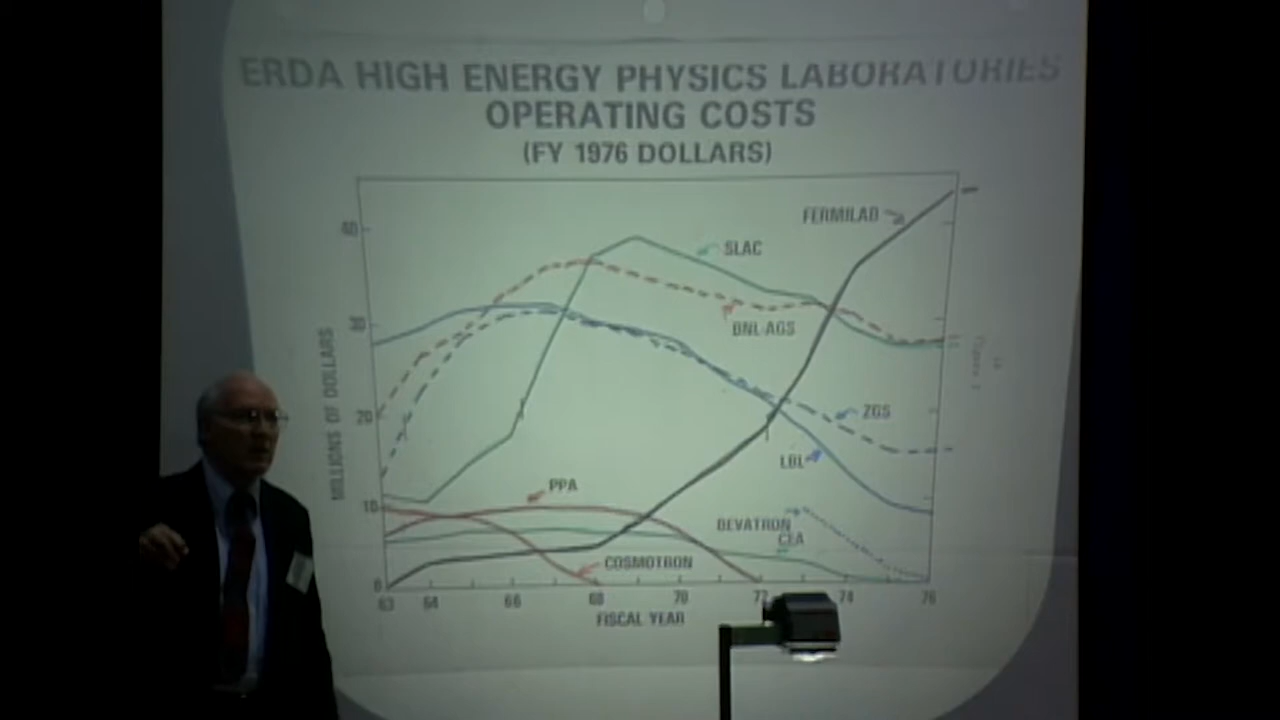 ERDA HIGH ENERGY PHYSICS LABORATORIES
OPERATING COSTS
(FY 1976 DOLLARS)
FERMILAB
SLAC
BNL-AGS
ZGS
LBL
PPA
BEVATRON
CEA
COSMOTRON
MILLIONS OF DOLLARS
40
30
20
10
0
63 64 66 68 70 72 74 76
FISCAL YEAR